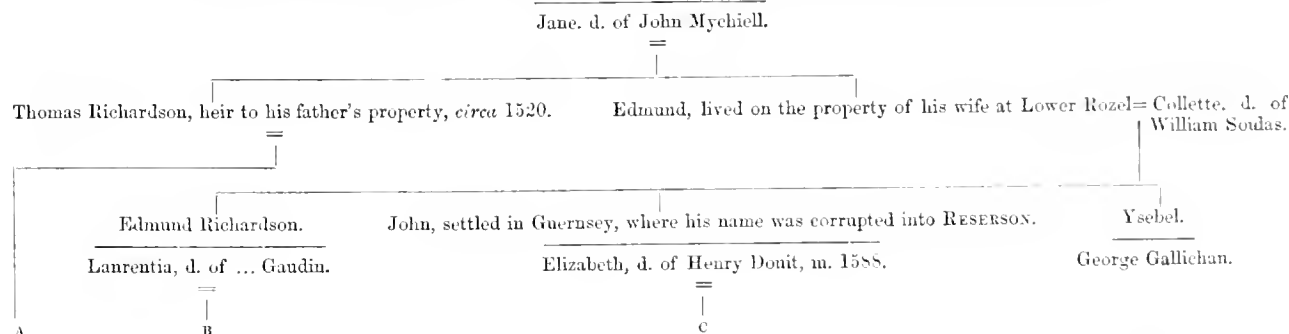 Jane. d. of John Mychiell.
=
Thomas Richardson, heir to his father's property, circa 1520. Edmund, lived on the property of his wife at Lower Rozel= Collette. d. of
William Soulas.
=
Edmund Richardson. John, settled in Guernsey, where his name was corrupted into RESERSON. Ysebel.
Lanrentia, d. of ... Gaudin. Elizabeth, d. of Henry Donit, m. 1588. George Gallichan.
= =
A B C